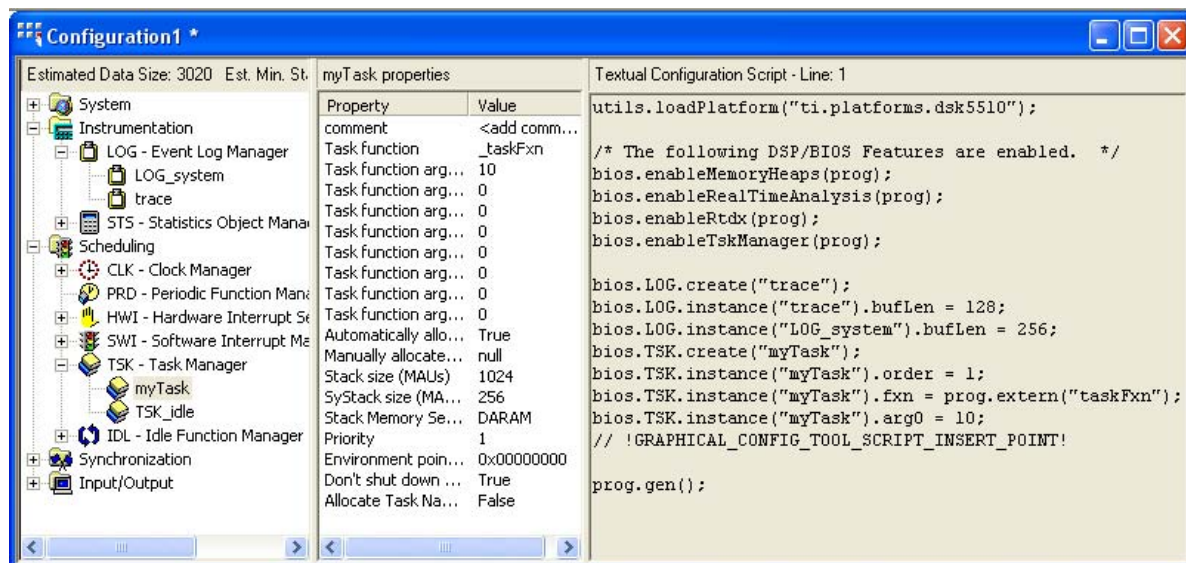 Configuration1 *
Estimated Data Size: 3020 Est. Min. St
System
Instrumentation
LOG - Event Log Manager
LOG_system
trace
STS - Statistics Object Mana
Scheduling
CLK - Clock Manager
PRD - Periodic Function Mana
HWI - Hardware Interrupt Se
SWI - Software Interrupt Ma
TSK - Task Manager
myTask
TSK_idle
IDL - Idle Function Manager
Synchronization
Input/Output
myTask properties
Property Value
comment <add comm...
Task function _taskFxn
Task function arg... 10
Task function arg... 0
Task function arg... 0
Task function arg... 0
Task function arg... 0
Task function arg... 0
Task function arg... 0
Task function arg... 0
Automatically allo... True
Manually allocate... null
Stack size (MAUs) 1024
SyStack size (MA... 256
Stack Memory Se... DARAM
Priority 1
Environment poin... 0x00000000
Don't shut down ... True
Allocate Task Na... False
Textual Configuration Script - Line: 1
utils.loadPlatform("ti.platforms.dsk5510");
/* The following DSP/BIOS Features are enabled. */
bios.enableMemoryHeaps(prog);
bios.enableRealTimeAnalysis(prog);
bios.enableRtdx(prog);
bios.enableTskManager(prog);
bios.LOG.create("trace");
bios.LOG.instance("trace").bufLen = 128;
bios.LOG.instance("LOG_system").bufLen = 256;
bios.TSK.create("myTask");
bios.TSK.instance("myTask").order = 1;
bios.TSK.instance("myTask").fxn = prog.extern("taskFxn");
bios.TSK.instance("myTask").arg0 = 10;
// !GRAPHICAL_CONFIG_TOOL_SCRIPT_INSERT_POINT!
prog.gen();